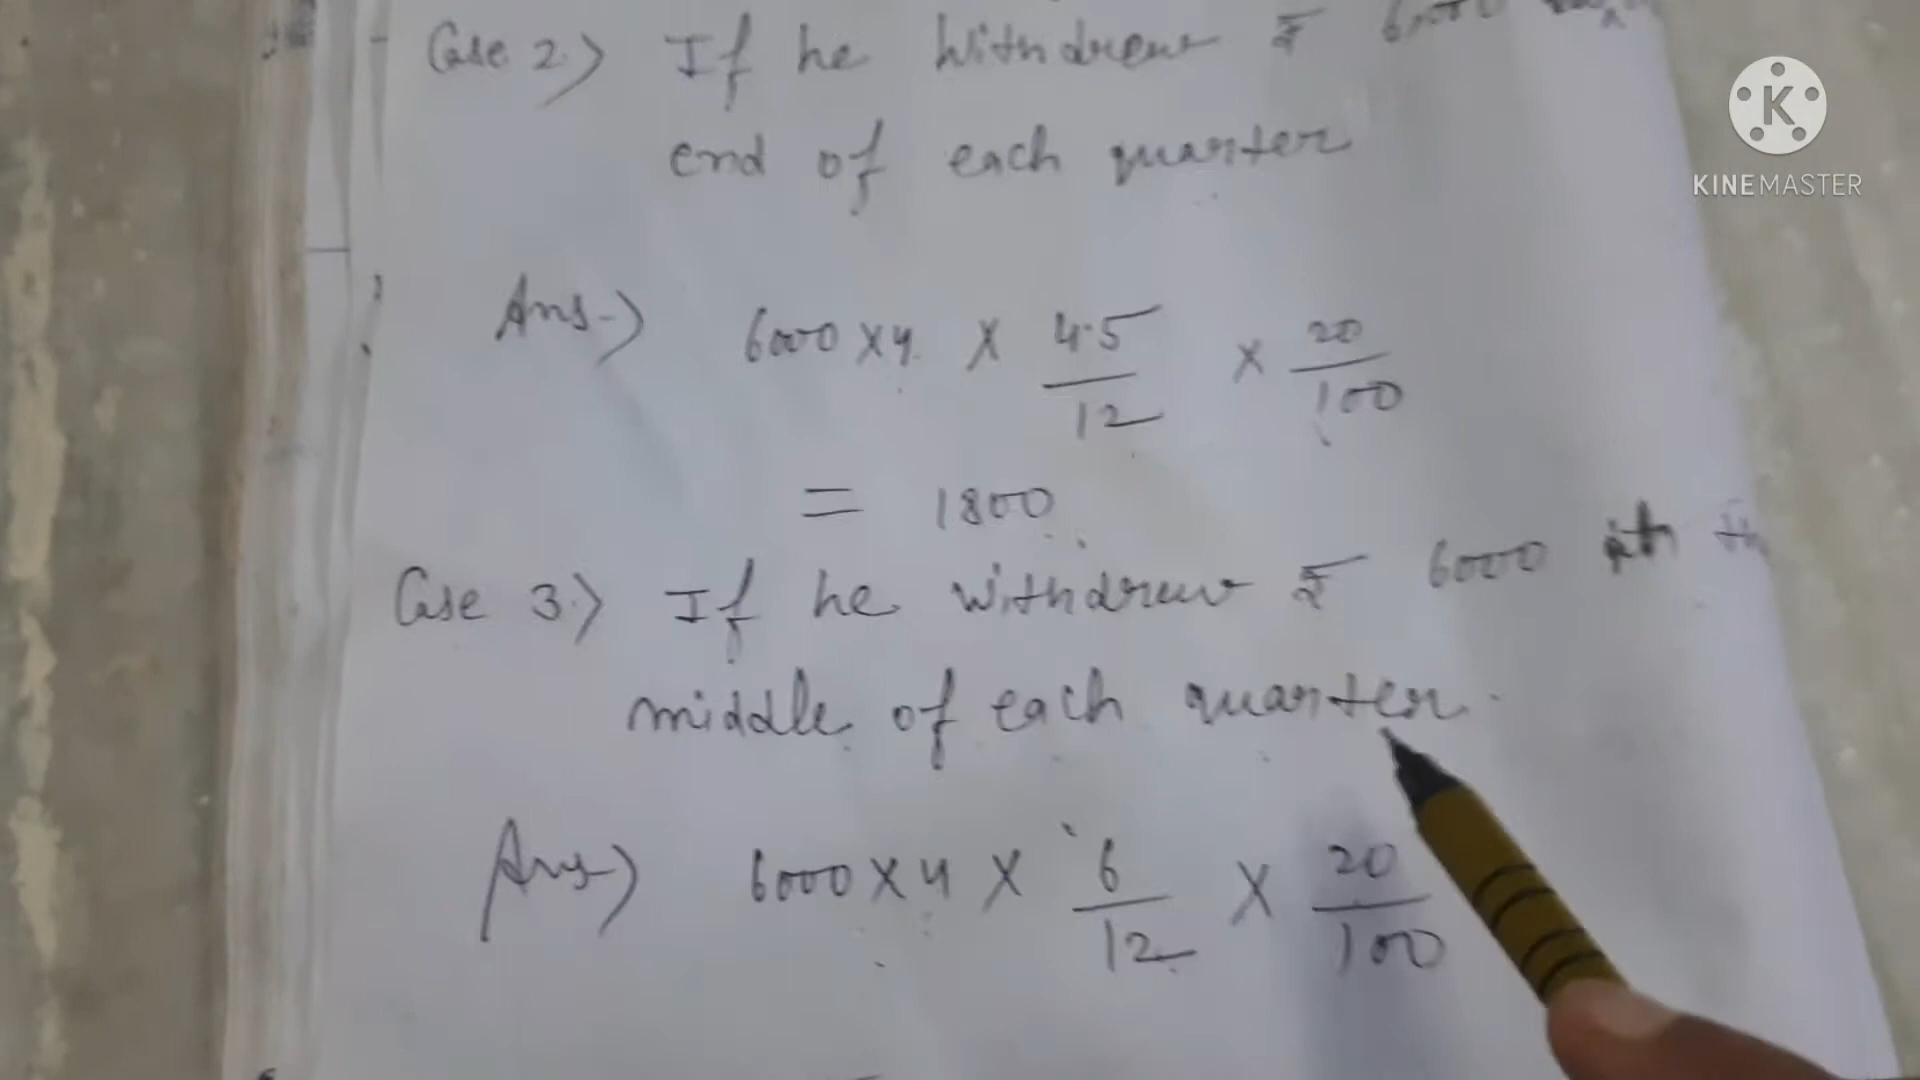 Case 2.) If he withdrew ₹ 6000
end of each quarter
Ans-) 6000 x 4 x 4.5/12 x 20/100
= 1800
Case 3.) If he withdrew ₹ 6000
middle of each quarter.
Ans-) 6000 x 4 x 6/12 x 20/100
K
KINEMASTER